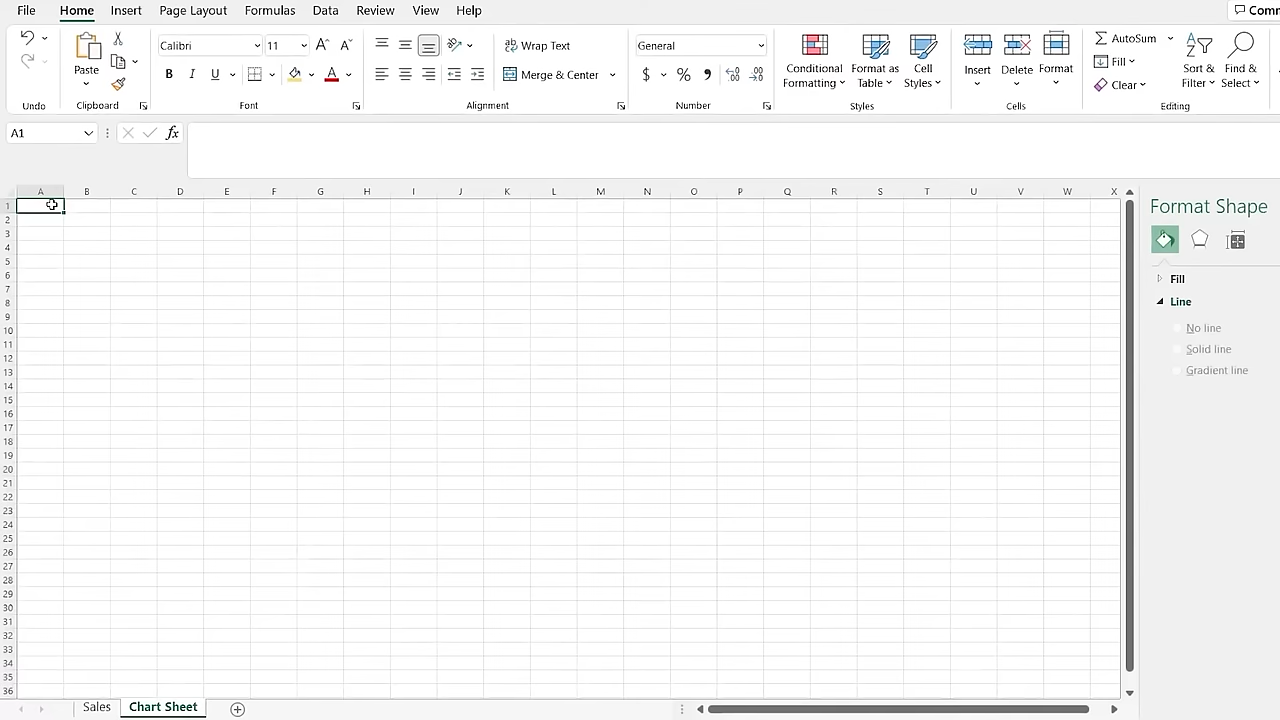 File Home Insert Page Layout Formulas Data Review View Help Comm
Calibri 11 A A Wrap Text General AutoSum
Paste B I U A Merge & Center $ % Conditional Formatting Format as Table Cell Styles Insert Delete Format Fill Clear Sort & Filter Find & Select
Undo Clipboard Font Alignment Number Styles Cells Editing
A1 fx
A B C D E F G H I J K L M N O P Q R S T U V W X
1
2
3
4
5
6
7
8
9
10
11
12
13
14
15
16
17
18
19
20
21
22
23
24
25
26
27
28
29
30
31
32
33
34
35
36
Format Shape
Fill
Line
No line
Solid line
Gradient line
Sales Chart Sheet